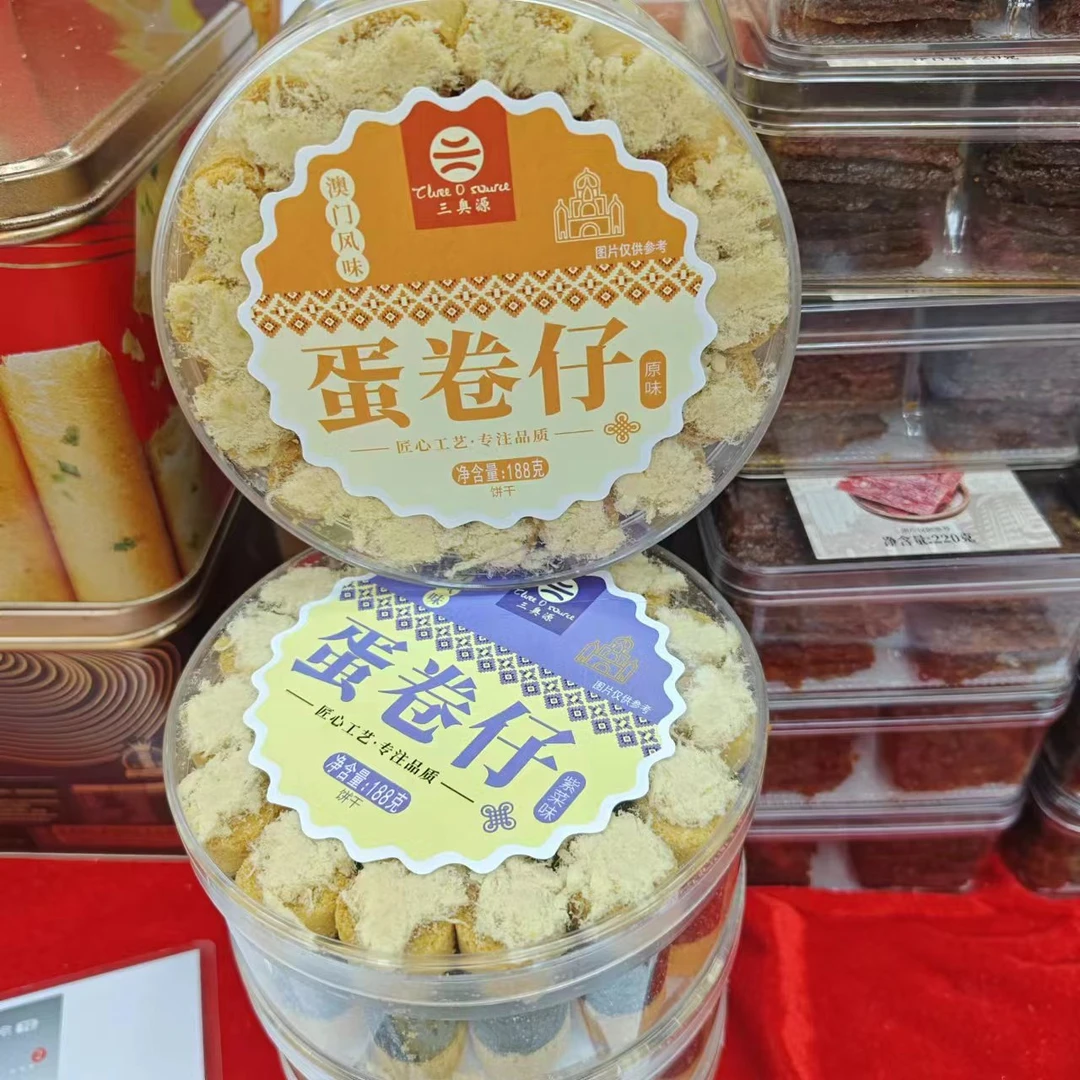 Three O source
三奥源
澳门风味
图片仅供参考
蛋卷仔
原味
匠心工艺·专注品质
净含量:188克
饼干
味
Three O source
三奥源
图片仅供参考
蛋卷仔
紫菜味
匠心工艺·专注品质
净含量:188克
饼干
净含量:220克